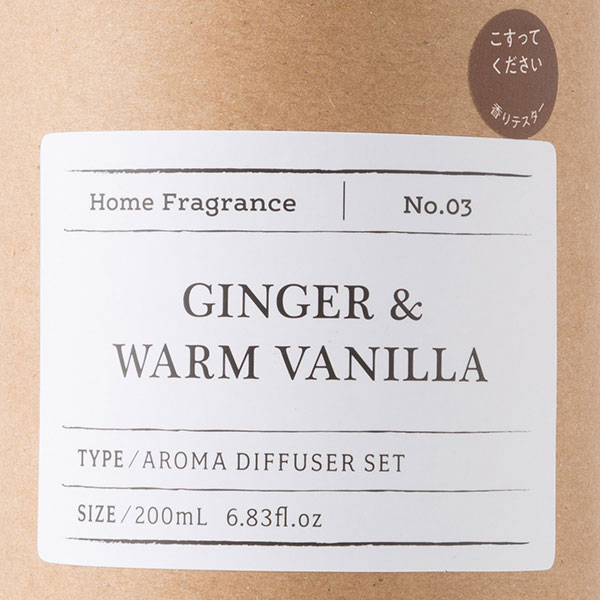 こすって
ください
香りテスター
Home Fragrance | No.03
GINGER &
WARM VANILLA
TYPE/AROMA DIFFUSER SET
SIZE/200mL 6.83fl.oz